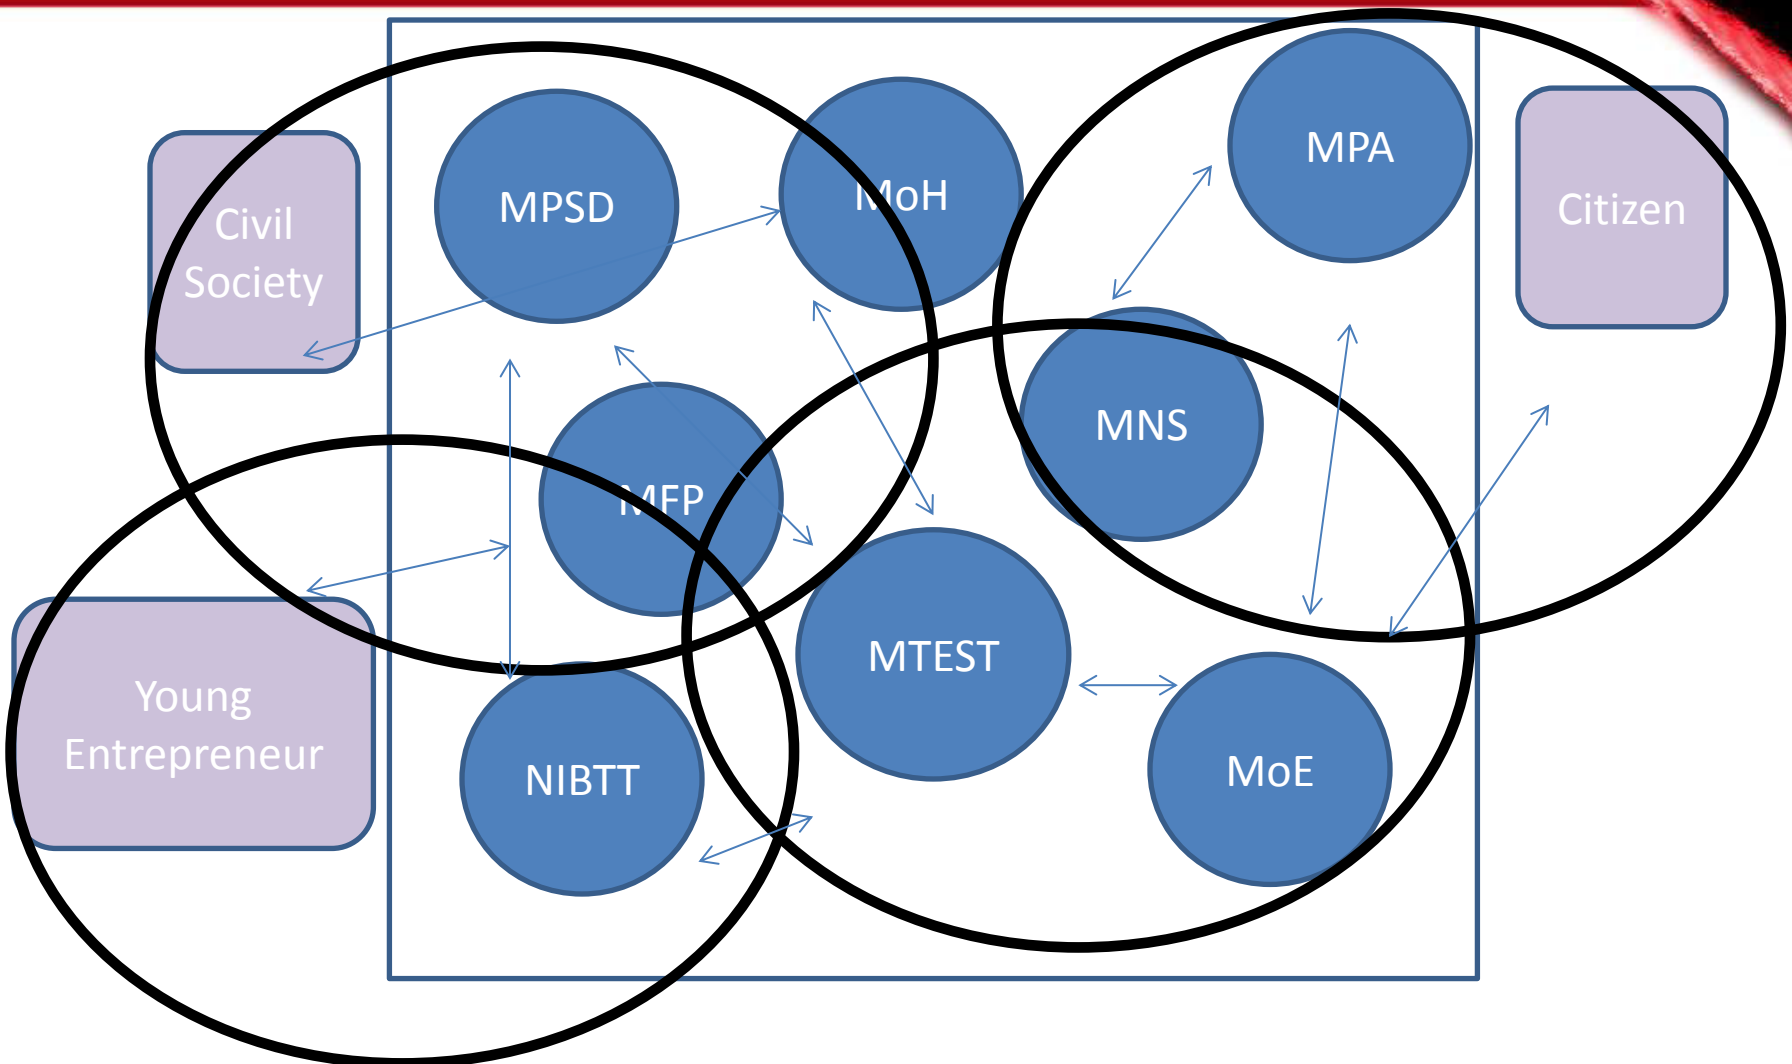 MPA
MoH
MPSD
Citizen
Civil
Society
MNS
MFP
MTEST
Young
Entrepreneur
MoE
NIBTT